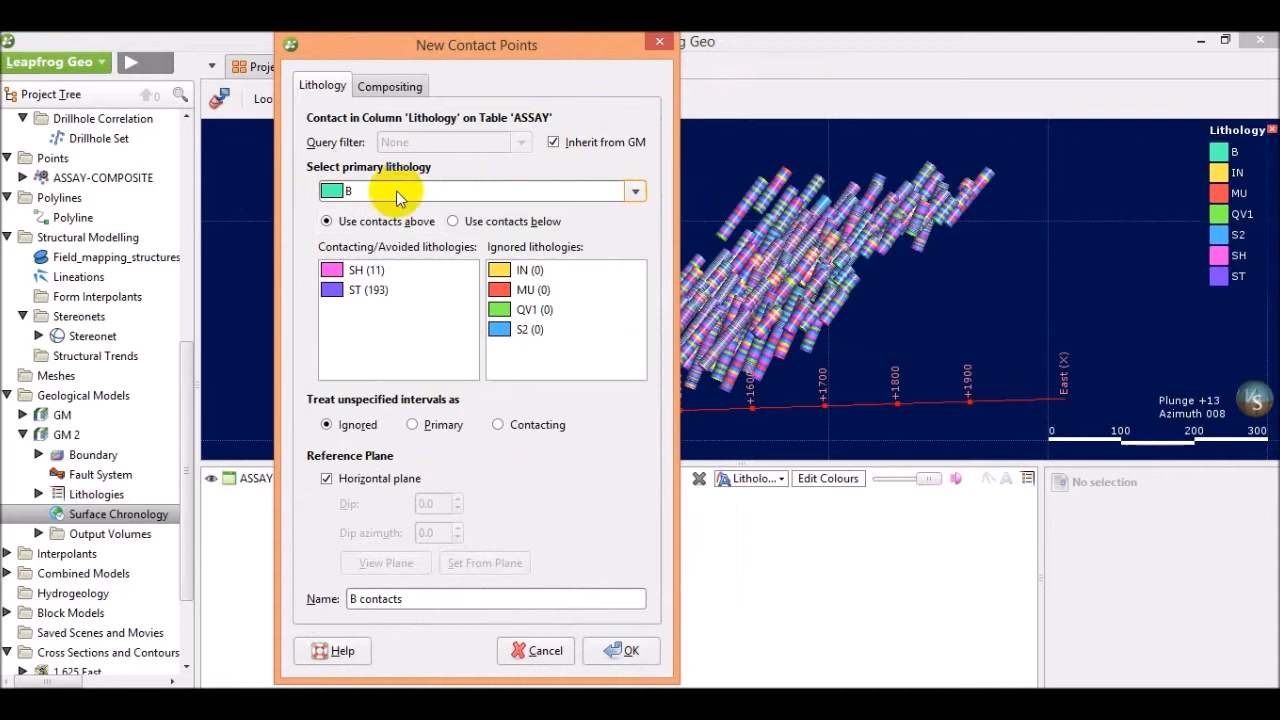 New Contact Points
g Geo
Leapfrog Geo
Proje
Project Tree
0
Loo
Drillhole Correlation
Drillhole Set
Points
ASSAY-COMPOSITE
Polylines
Polyline
Structural Modelling
Field_mapping_structures
Lineations
Form Interpolants
Stereonets
Stereonet
Structural Trends
Meshes
Geological Models
GM
GM 2
Boundary
Fault System
Lithologies
Surface Chronology
Output Volumes
Interpolants
Combined Models
Hydrogeology
Block Models
Saved Scenes and Movies
Cross Sections and Contours
1,625 East
Lithology
Compositing
Contact in Column 'Lithology' on Table 'ASSAY'
Query filter: None Inherit from GM
Select primary lithology
B
Use contacts above Use contacts below
Contacting/Avoided lithologies: Ignored lithologies:
SH (11) IN (0)
ST (193) MU (0)
QV1 (0)
S2 (0)
Treat unspecified intervals as
Ignored Primary Contacting
Reference Plane
Horizontal plane
Dip: 0.0
Dip azimuth: 0.0
View Plane Set From Plane
Name: B contacts
Help Cancel OK
Lithology
B
IN
MU
QV1
S2
SH
ST
+1600
+1700
+1800
+1900
East (X)
Plunge +13
Azimuth 008
0 100 200 300
ASSAY
Litholo...
Edit Colours
No selection